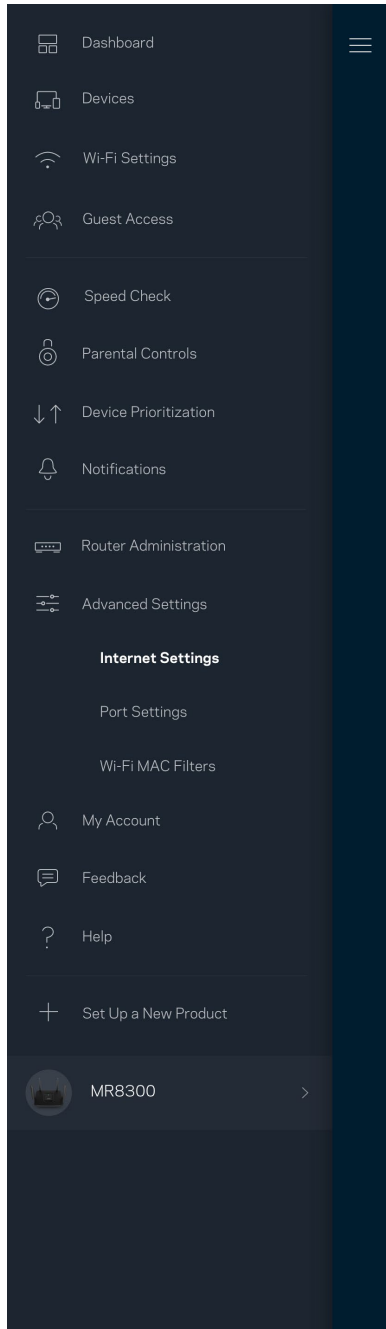 Dashboard
Devices
Wi-Fi Settings
Guest Access
Speed Check
Parental Controls
Device Prioritization
Notifications
Router Administration
Advanced Settings
Internet Settings
Port Settings
Wi-Fi MAC Filters
My Account
Feedback
Help
Set Up a New Product
MR8300